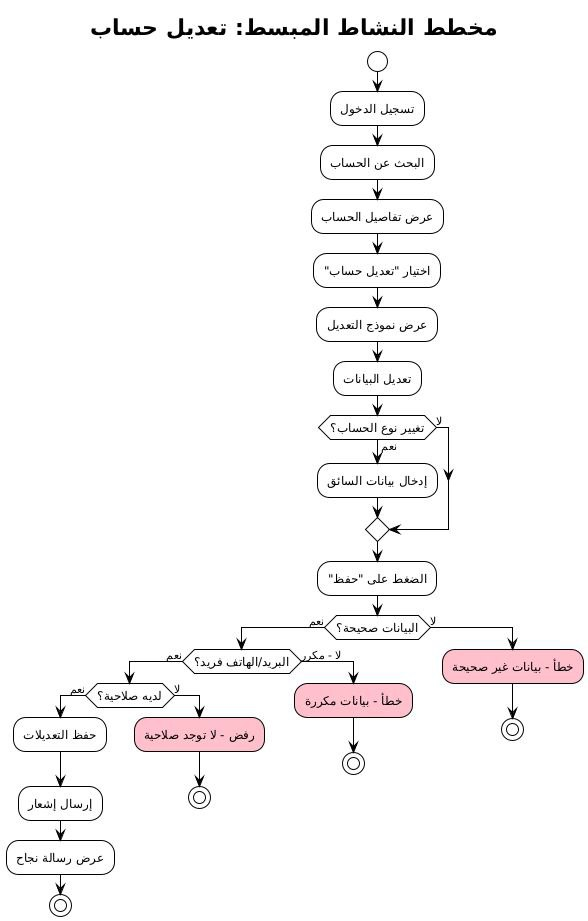 مخطط النشاط المبسط: تعديل حساب
تسجيل الدخول
البحث عن الحساب
عرض تفاصيل الحساب
اختيار "تعديل حساب"
عرض نموذج التعديل
تعديل البيانات
تغيير نوع الحساب؟
لا
نعم
إدخال بيانات السائق
الضغط على "حفظ"
البيانات صحيحة؟
نعم
لا
البريد/الهاتف فريد؟
نعم
لا - مكرر
خطأ - بيانات غير صحيحة
لديه صلاحية؟
نعم
لا
خطأ - بيانات مكررة
حفظ التعديلات
رفض - لا توجد صلاحية
إرسال إشعار
عرض رسالة نجاح